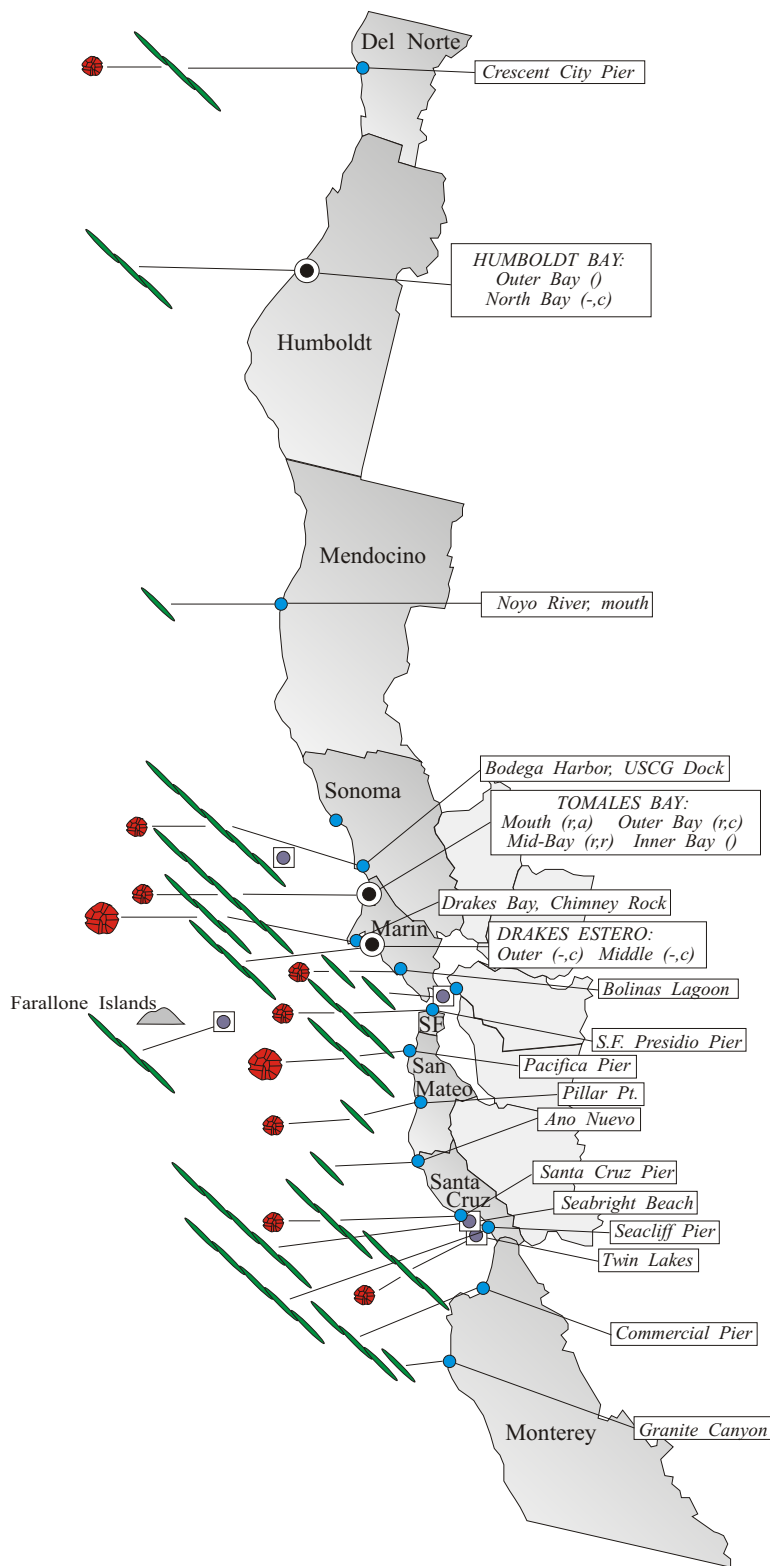 Del Norte
Crescent City Pier
HUMBOLDT BAY:
Outer Bay ()
North Bay (-,c)
Humboldt
Mendocino
Noyo River, mouth
Bodega Harbor, USCG Dock
Sonoma
TOMALES BAY:
Mouth (r,a) Outer Bay (r,c)
Mid-Bay (r,r) Inner Bay ()
Drakes Bay, Chimney Rock
Marin
DRAKES ESTERO:
Outer (-,c) Middle (-,c)
Bolinas Lagoon
Farallone Islands
SF
S.F. Presidio Pier
Pacifica Pier
San
Mateo
Pillar Pt.
Ano Nuevo
Santa Cruz Pier
Santa
Cruz
Seabright Beach
Seacliff Pier
Twin Lakes
Commercial Pier
Granite Canyon
Monterey